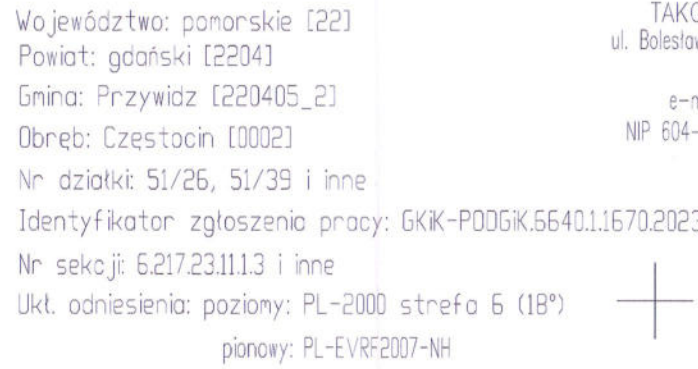 Województwo: pomorskie [22]
Powiat: gdański [2204]
Gmina: Przywidz [220405_2]
Obręb: Częstocin [0002]
Nr działki: 51/26, 51/39 i inne
Identyfikator zgłoszenia pracy: GKiK-PODGiK.6640.1.1670.2023
Nr sekcji: 6.217.23.11.1.3 i inne
Ukł. odniesienia: poziomy: PL-2000 strefa 6 (18°)
pionowy: PL-EVRF2007-NH
TAKO
ul. Bolesław
e-m
NIP 604-